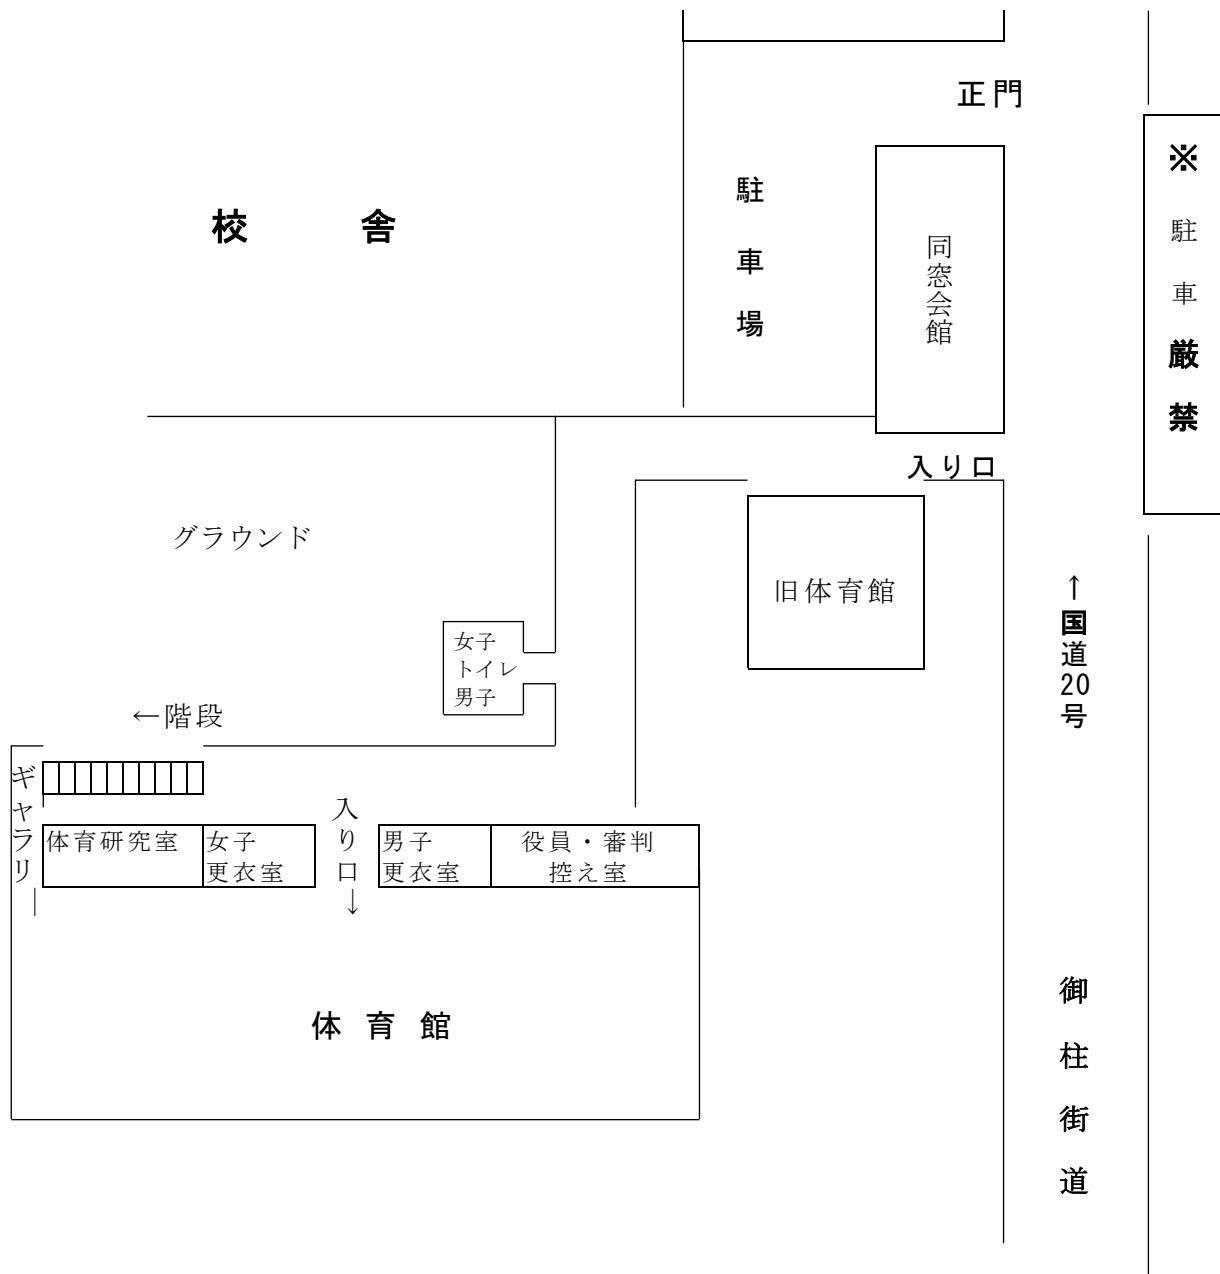 正門
※駐車厳禁
駐車場
校舎
同窓会館
入り口
グラウンド
旧体育館
↑国道20号
女子
トイレ
男子
←階段
ギャラリー
入り口↓
体育研究室
女子
更衣室
男子
更衣室
役員・審判
控え室
体育館
御柱街道